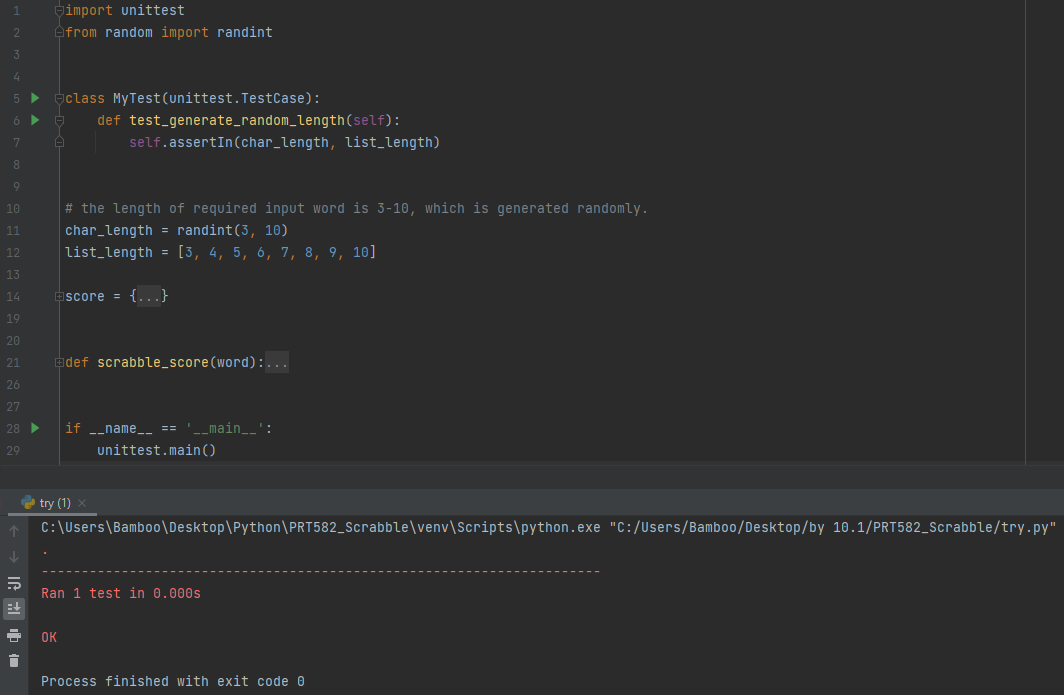 1 import unittest
2 from random import randint
3
4
5 class MyTest(unittest.TestCase):
6     def test_generate_random_length(self):
7         self.assertIn(char_length, list_length)
8
9
10 # the length of required input word is 3-10, which is generated randomly.
11 char_length = randint(3, 10)
12 list_length = [3, 4, 5, 6, 7, 8, 9, 10]
13
14 score = {...}
19
20
21 def scrabble_score(word):...
26
27
28 if __name__ == '__main__':
29     unittest.main()
try (1)
C:\Users\Bamboo\Desktop\Python\PRT582_Scrabble\venv\Scripts\python.exe "C:/Users/Bamboo/Desktop/by 10.1/PRT582_Scrabble/try.py"
.
----------------------------------------------------------------------
Ran 1 test in 0.000s
OK
Process finished with exit code 0